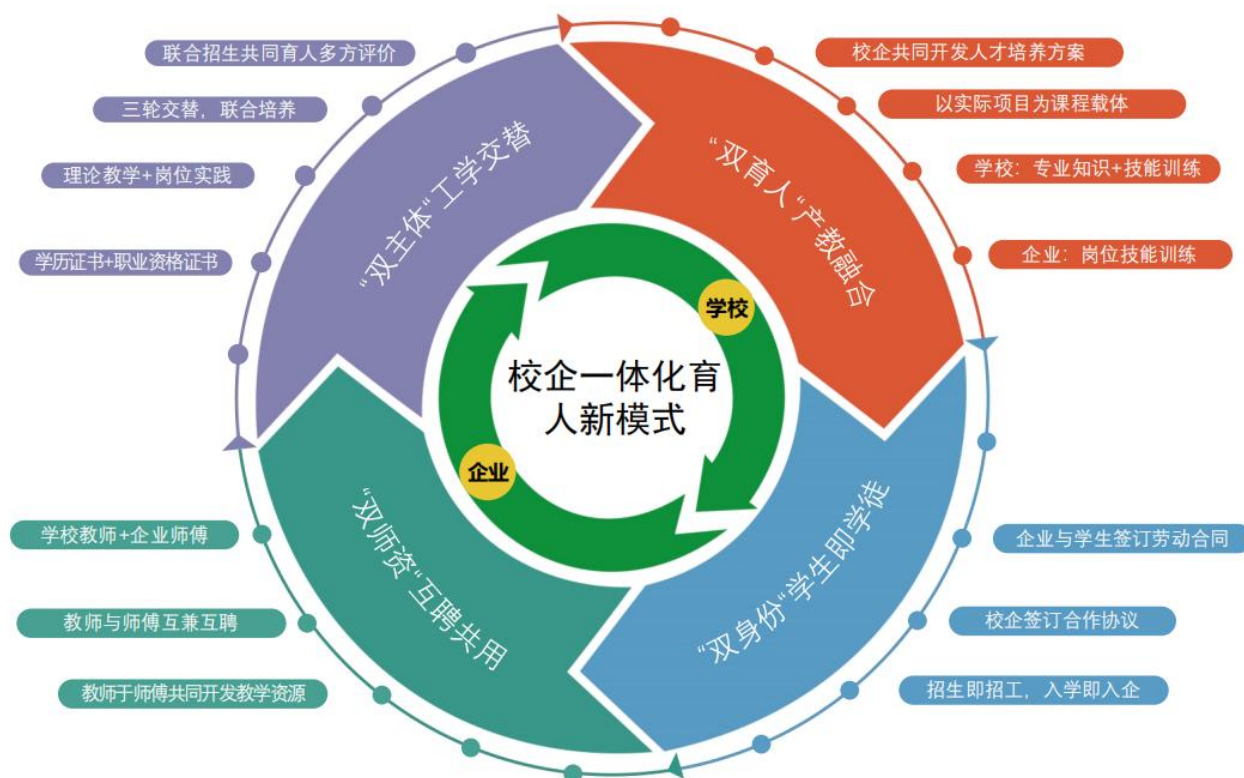 联合招生共同育人多方评价
三轮交替，联合培养
理论教学+岗位实践
学历证书+职业资格证书
“双主体“工学交替
校企共同开发人才培养方案
以实际项目为课程载体
学校：专业知识+技能训练
企业：岗位技能训练
“双育人“产教融合
学校
校企一体化育
人新模式
企业
“双师资“互聘共用
学校教师+企业师傅
教师与师傅互兼互聘
教师于师傅共同开发教学资源
“双身份“学生即学徒
企业与学生签订劳动合同
校企签订合作协议
招生即招工，入学即入企